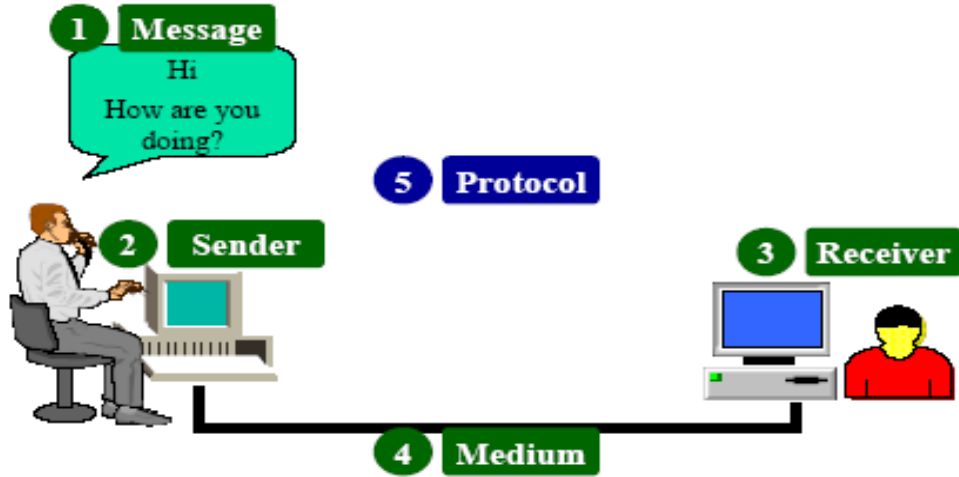 1 Message
Hi
How are you
doing?
5 Protocol
2 Sender
3 Receiver
4 Medium